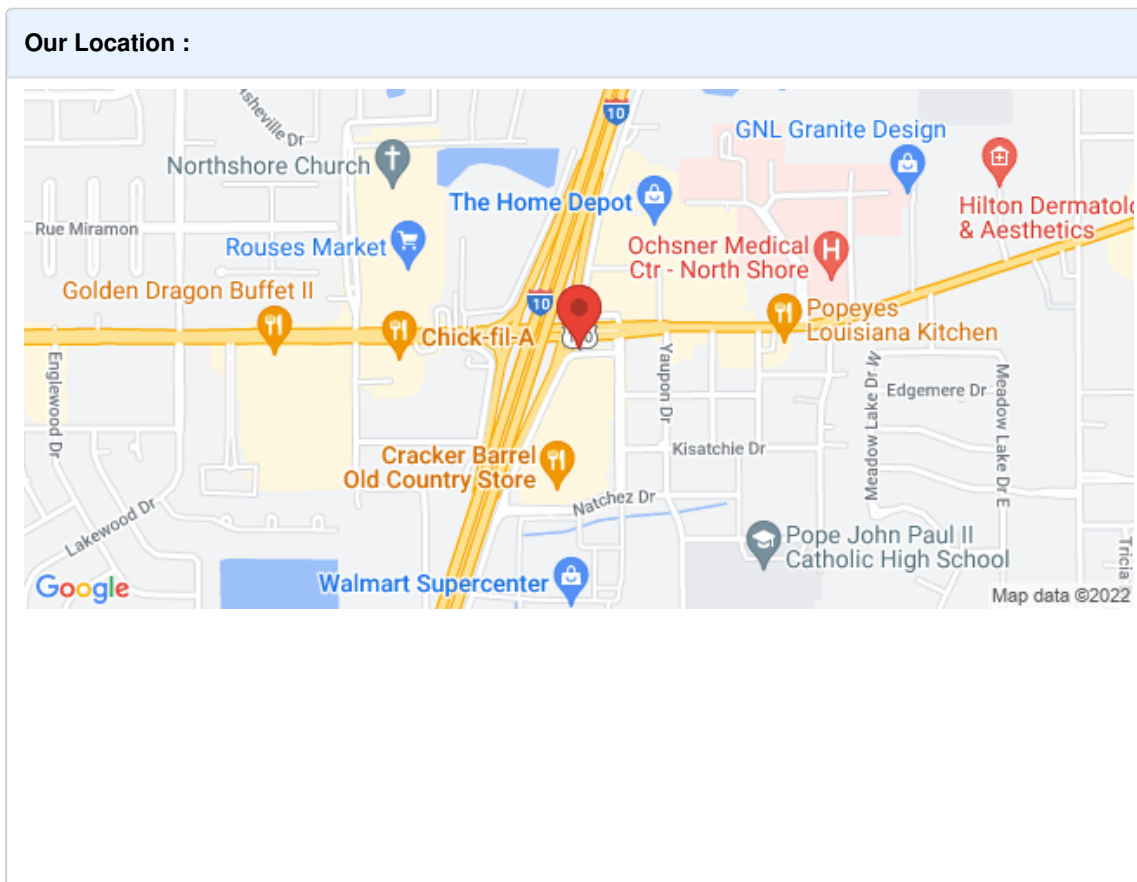 Our Location :
sheville Dr
10
GNL Granite Design
Northshore Church
The Home Depot
Hilton Dermatolo
& Aesthetics
Rue Miramon
Rouses Market
Ochsner Medical
Ctr - North Shore
H
Golden Dragon Buffet II
10
Popeyes
Louisiana Kitchen
Chick-fil-A
Englewood Dr
Yaupon Dr
Meadow Lake Dr W
Edgemere Dr
Meadow Lake Dr E
Kisatchie Dr
Cracker Barrel
Old Country Store
Natchez Dr
Lakewood Dr
Pope John Paul II
Catholic High School
Tricia
Walmart Supercenter
Google
Map data ©2022